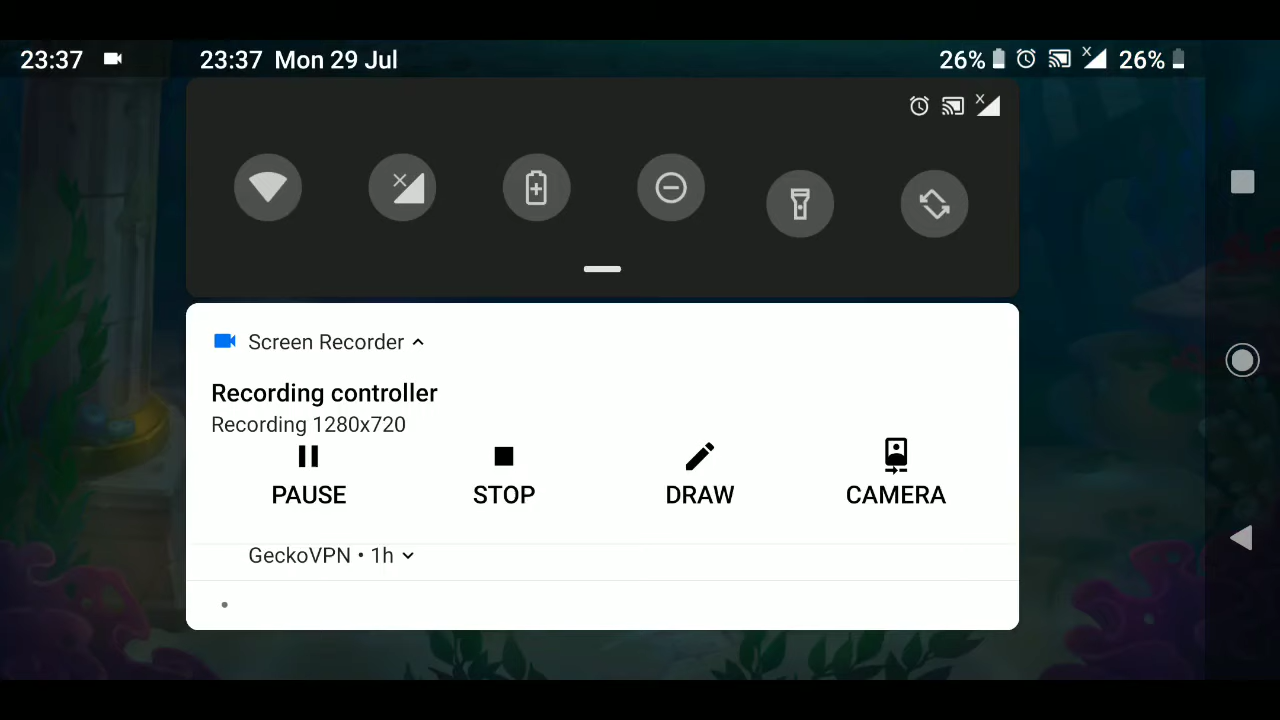 23:37 23:37 Mon 29 Jul 26% 26%
Screen Recorder
Recording controller
Recording 1280x720
PAUSE STOP DRAW CAMERA
GeckoVPN • 1h